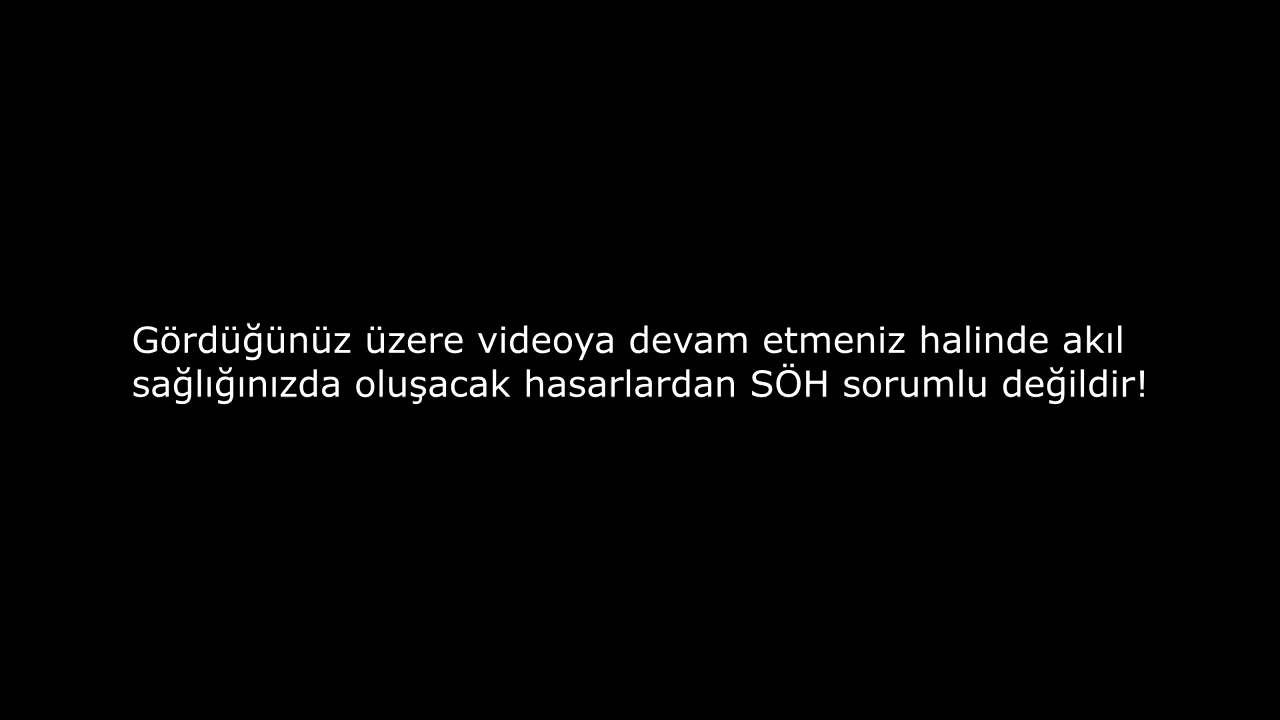 Gördüğünüz üzere videoya devam etmeniz halinde akıl
sağlığınızda oluşacak hasarlardan SÖH sorumlu değildir!